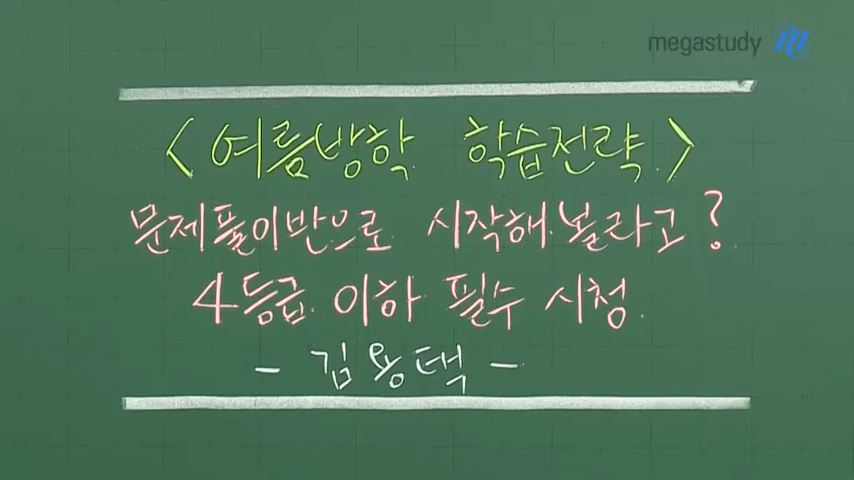 megastudy
<여름방학 학습전략.>
문제풀이반으로 시작해볼라고?
4등급 이하 필수 시청.
- 김용택 -